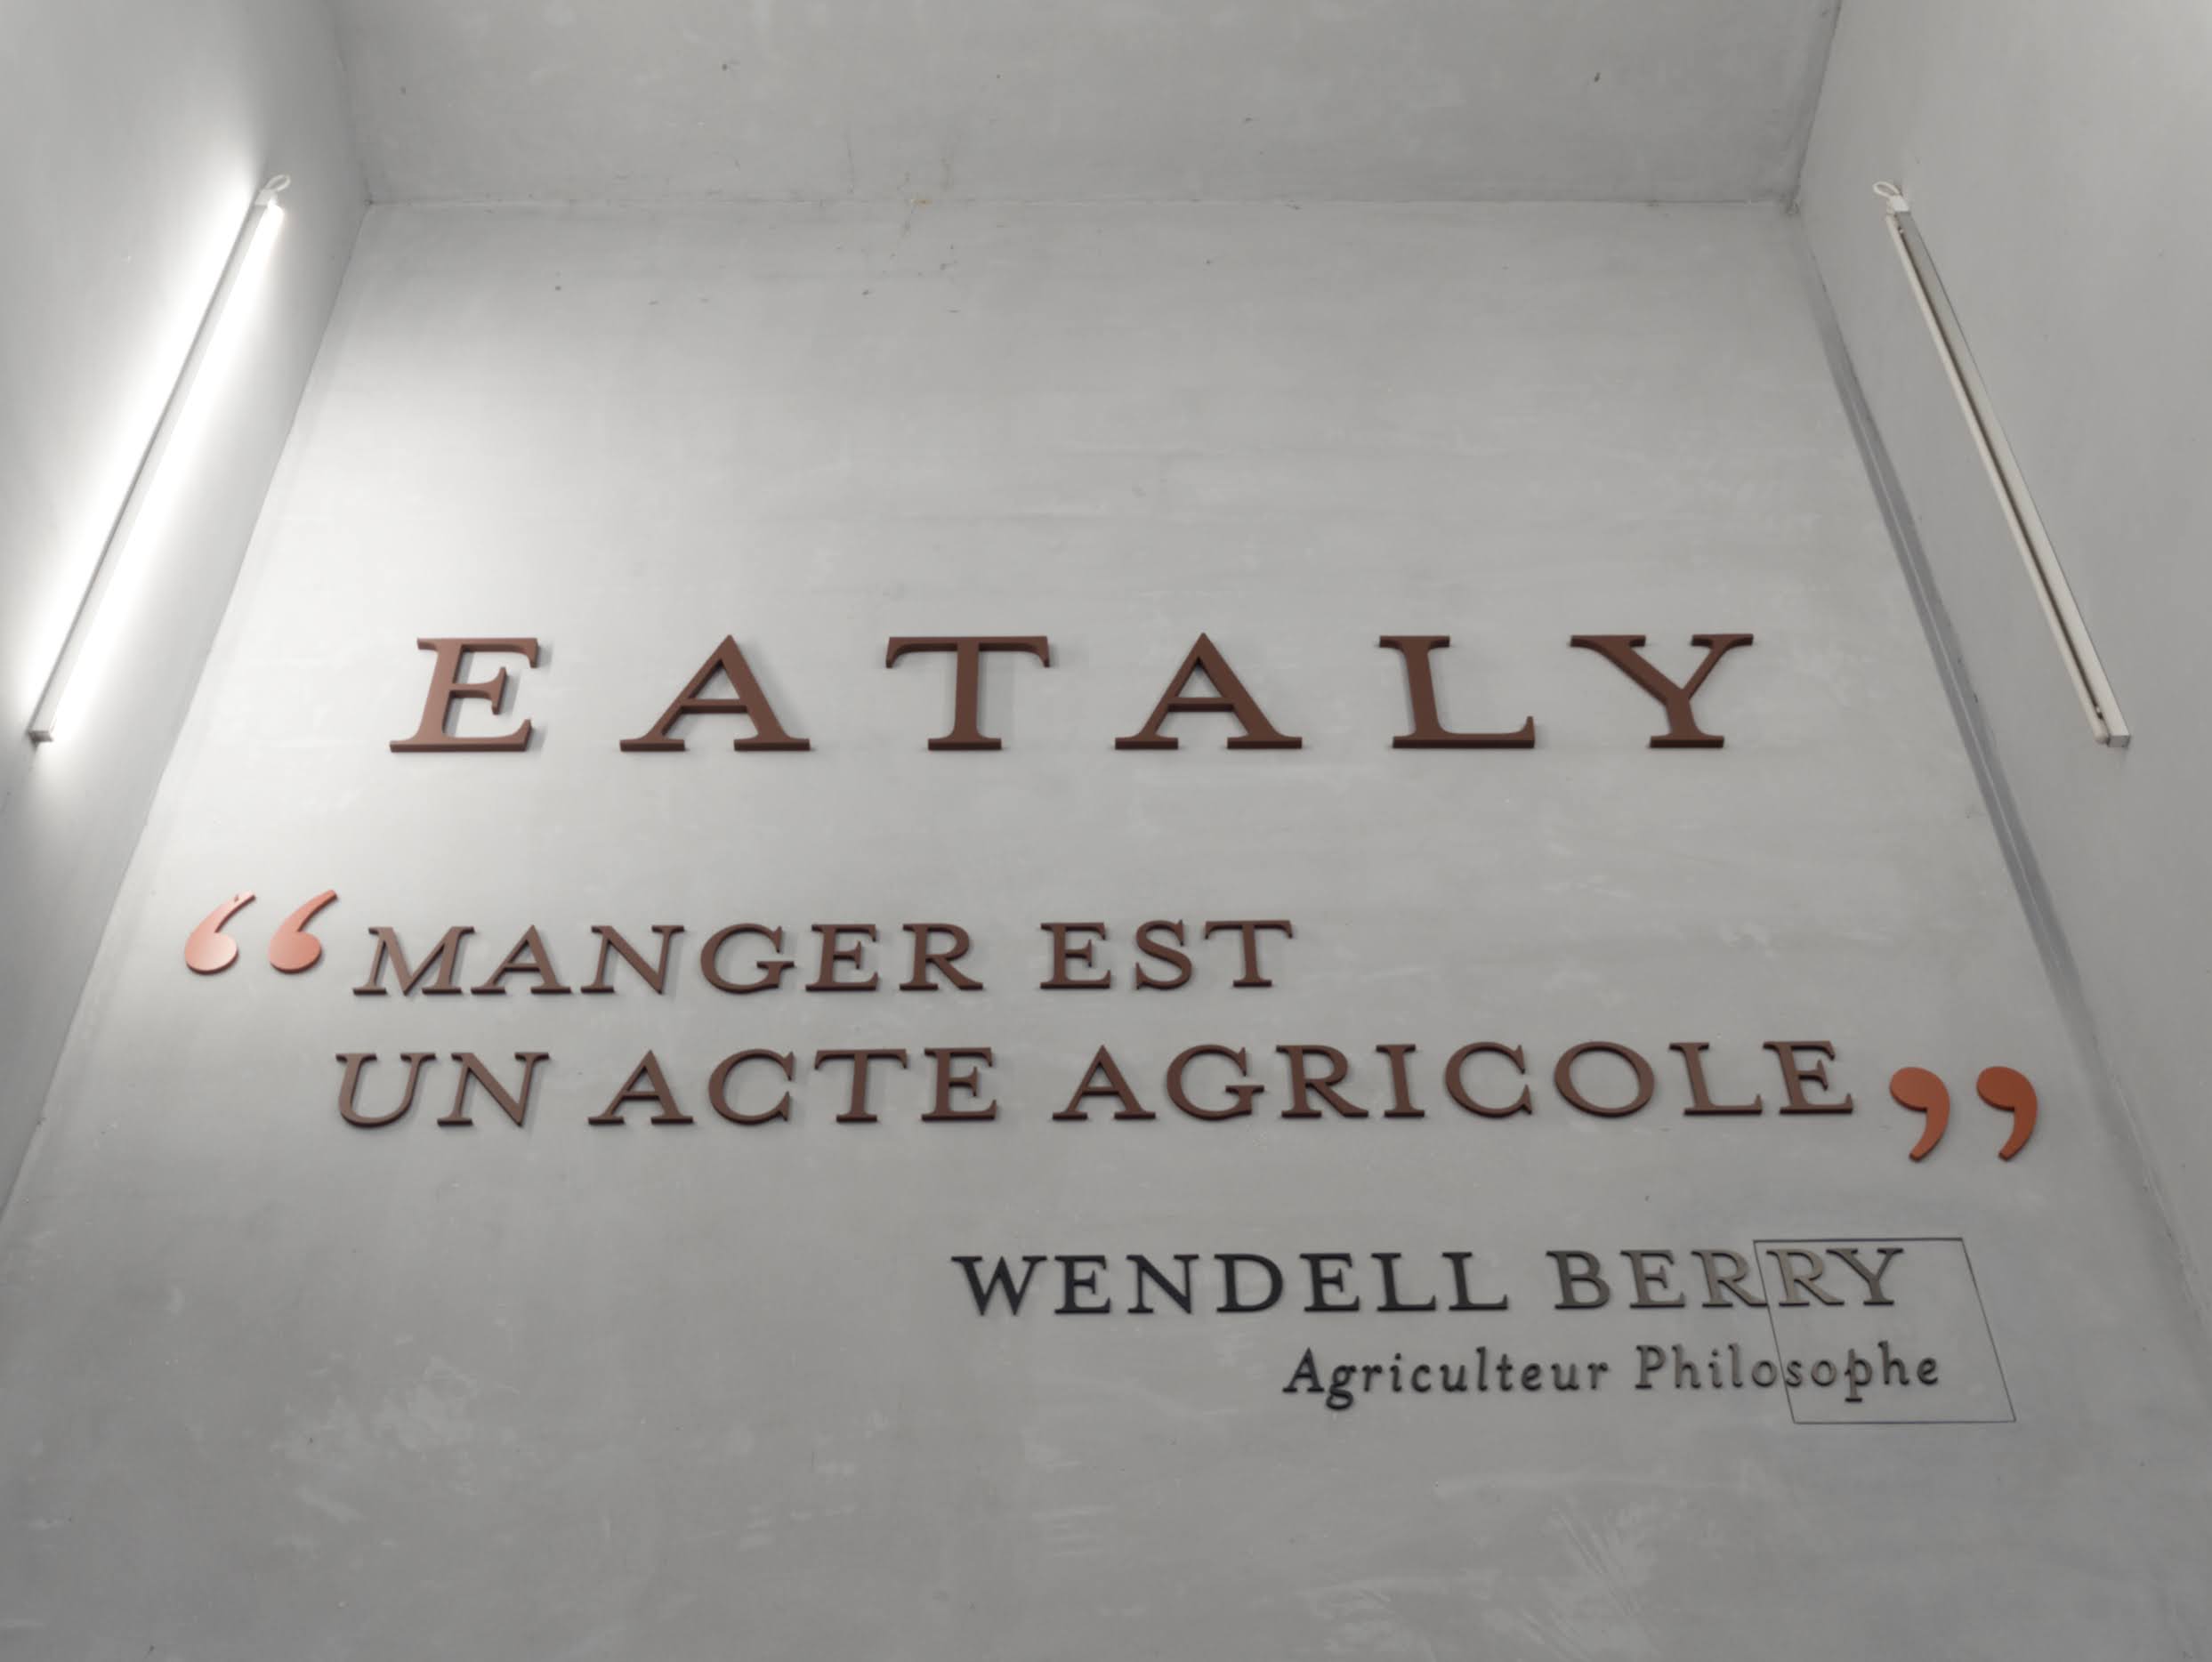 EATALY
“MANGER EST
UN ACTE AGRICOLE”
WENDELL BERRY
Agriculteur Philosophe